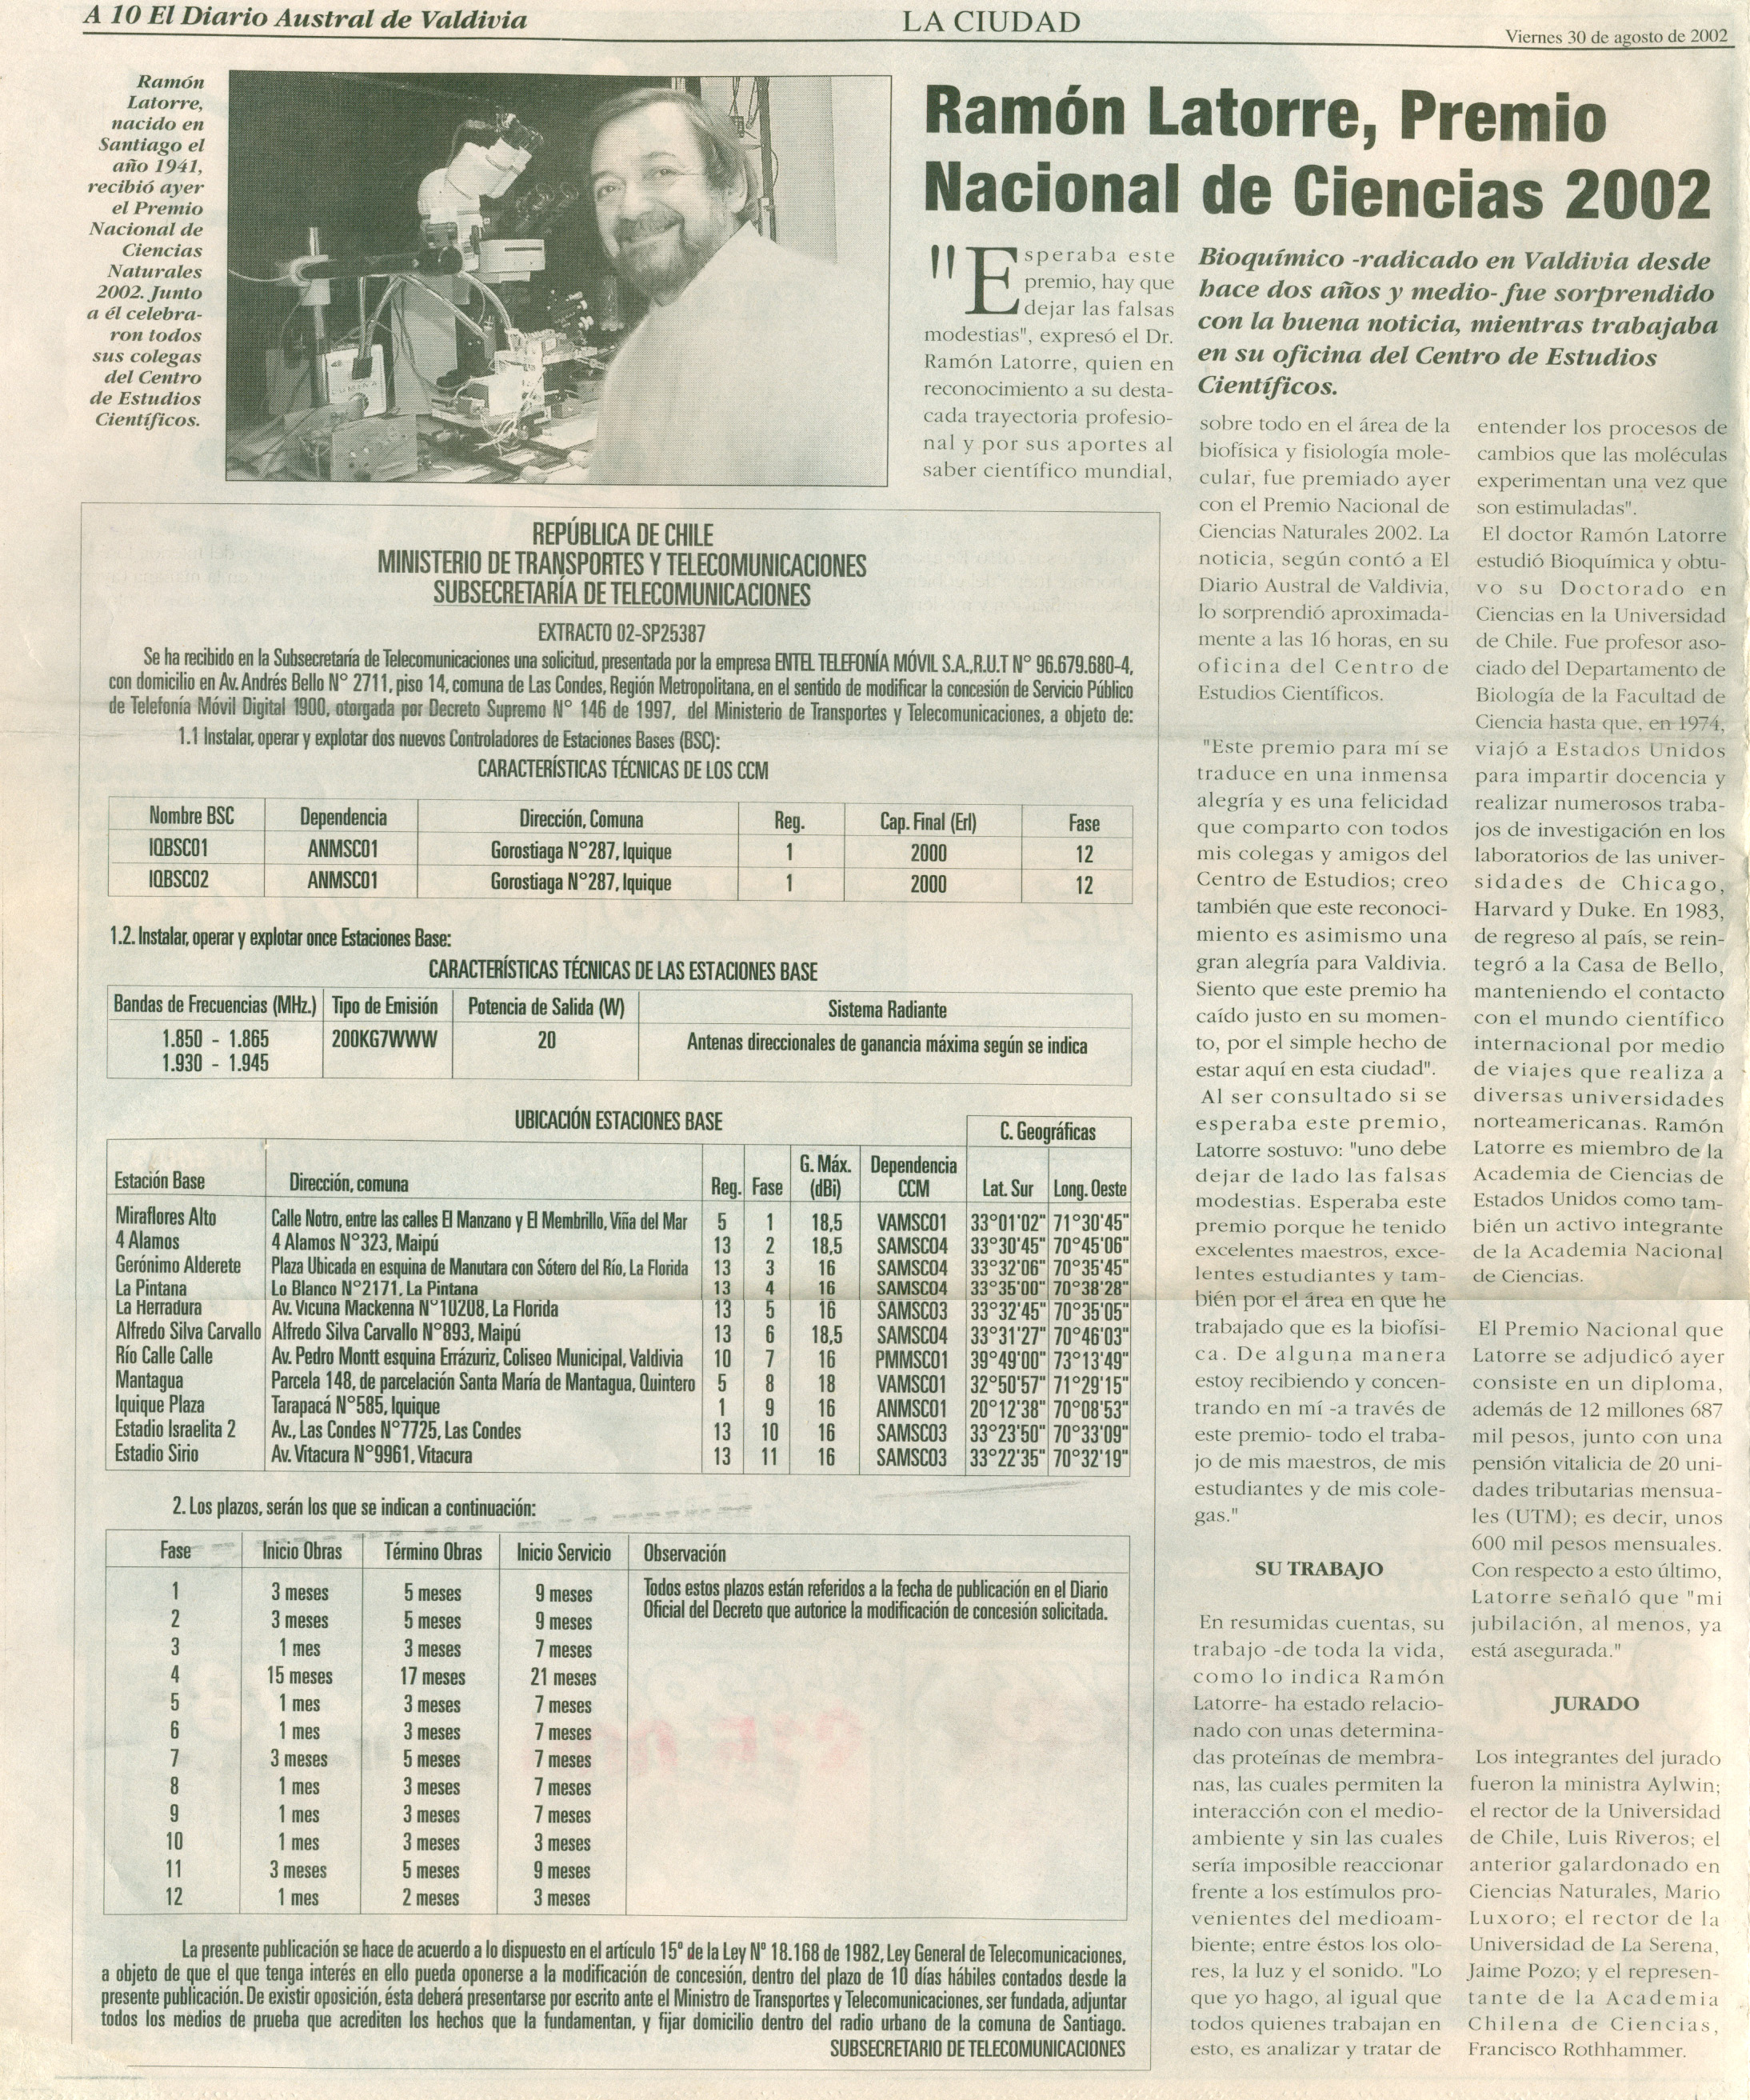 A 10 El Diario Austral de Valdivia
LA CIUDAD
Viernes 30 de agosto de 2002
Ramón
Latorre,
nacido en
Santiago el
año 1941,
recibió ayer
el Premio
Nacional de
Ciencias
Naturales
2002. Junto
a él celebra-
ron todos
sus colegas
del Centro
de Estudios
Científicos.
Ramón Latorre, Premio
Nacional de Ciencias 2002
Bioquímico -radicado en Valdivia desde
hace dos años y medio- fue sorprendido
con la buena noticia, mientras trabajaba
en su oficina del Centro de Estudios
Científicos.
"Esperaba este
premio, hay que
dejar las falsas
modestias", expresó el Dr.
Ramón Latorre, quien en
reconocimiento a su desta-
cada trayectoria profesio-
nal y por sus aportes al
saber científico mundial,
sobre todo en el área de la
biofísica y fisiología mole-
cular, fue premiado ayer
con el Premio Nacional de
Ciencias Naturales 2002. La
noticia, según contó a El
Diario Austral de Valdivia,
lo sorprendió aproximada-
mente a las 16 horas, en su
oficina del Centro de
Estudios Científicos.
"Este premio para mí se
traduce en una inmensa
alegría y es una felicidad
que comparto con todos
mis colegas y amigos del
Centro de Estudios; creo
también que este reconoci-
miento es asimismo una
gran alegría para Valdivia.
Siento que este premio ha
caído justo en su momen-
to, por el simple hecho de
estar aquí en esta ciudad".
Al ser consultado si se
esperaba este premio,
Latorre sostuvo: "uno debe
dejar de lado las falsas
modestias. Esperaba este
premio porque he tenido
excelentes maestros, exce-
lentes estudiantes y tam-
bién por el área en que he
trabajado que es la biofísi-
ca. De alguna manera
estoy recibiendo y concen-
trando en mí -a través de
este premio- todo el traba-
jo de mis maestros, de mis
estudiantes y de mis cole-
gas."
SU TRABAJO
En resumidas cuentas, su
trabajo -de toda la vida,
como lo indica Ramón
Latorre- ha estado relacio-
nado con unas determina-
das proteínas de membra-
nas, las cuales permiten la
interacción con el medio-
ambiente y sin las cuales
sería imposible reaccionar
frente a los estímulos pro-
venientes del medioam-
biente; entre éstos los olo-
res, la luz y el sonido. "Lo
que yo hago, al igual que
todos quienes trabajan en
esto, es analizar y tratar de
entender los procesos de
cambios que las moléculas
experimentan una vez que
son estimuladas".
El doctor Ramón Latorre
estudió Bioquímica y obtu-
vo su Doctorado en
Ciencias en la Universidad
de Chile. Fue profesor aso-
ciado del Departamento de
Biología de la Facultad de
Ciencia hasta que, en 1974,
viajó a Estados Unidos
para impartir docencia y
realizar numerosos traba-
jos de investigación en los
laboratorios de las univer-
sidades de Chicago,
Harvard y Duke. En 1983,
de regreso al país, se rein-
tegró a la Casa de Bello,
manteniendo el contacto
con el mundo científico
internacional por medio
de viajes que realiza a
diversas universidades
norteamericanas. Ramón
Latorre es miembro de la
Academia de Ciencias de
Estados Unidos como tam-
bién un activo integrante
de la Academia Nacional
de Ciencias.
El Premio Nacional que
Latorre se adjudicó ayer
consiste en un diploma,
además de 12 millones 687
mil pesos, junto con una
pensión vitalicia de 20 uni-
dades tributarias mensua-
les (UTM); es decir, unos
600 mil pesos mensuales.
Con respecto a esto último,
Latorre señaló que "mi
jubilación, al menos, ya
está asegurada."
JURADO
Los integrantes del jurado
fueron la ministra Aylwin;
el rector de la Universidad
de Chile, Luis Riveros; el
anterior galardonado en
Ciencias Naturales, Mario
Luxoro; el rector de la
Universidad de La Serena,
Jaime Pozo; y el represen-
tante de la Academia
Chilena de Ciencias,
Francisco Rothhammer.
REPÚBLICA DE CHILE
MINISTERIO DE TRANSPORTES Y TELECOMUNICACIONES
SUBSECRETARÍA DE TELECOMUNICACIONES
EXTRACTO 02-SP25387
Se ha recibido en la Subsecretaría de Telecomunicaciones una solicitud, presentada por la empresa ENTEL TELEFONÍA MÓVIL S.A.,R.U.T N° 96.679.680-4,
con domicilio en Av. Andrés Bello N° 2711, piso 14, comuna de Las Condes, Región Metropolitana, en el sentido de modificar la concesión de Servicio Público
de Telefonía Móvil Digital 1900, otorgada por Decreto Supremo N° 146 de 1997, del Ministerio de Transportes y Telecomunicaciones, a objeto de:
1.1 Instalar, operar y explotar dos nuevos Controladores de Estaciones Bases (BSC):
CARACTERÍSTICAS TÉCNICAS DE LOS CCM
Nombre BSC Dependencia Dirección, Comuna Reg. Cap. Final (Erl) Fase
IQBSC01 ANMSC01 Gorostiaga N°287, Iquique 1 2000 12
IQBSC02 ANMSC01 Gorostiaga N°287, Iquique 1 2000 12
1.2. Instalar, operar y explotar once Estaciones Base:
CARACTERÍSTICAS TÉCNICAS DE LAS ESTACIONES BASE
Bandas de Frecuencias (MHz.) Tipo de Emisión Potencia de Salida (W) Sistema Radiante
1.850 - 1.865 200KG7WWW 20 Antenas direccionales de ganancia máxima según se indica
1.930 - 1.945
UBICACIÓN ESTACIONES BASE
C. Geográficas
Estación Base Dirección, comuna Reg. Fase G. Máx. (dBi) Dependencia CCM Lat. Sur Long. Oeste
Miraflores Alto Calle Notro, entre las calles El Manzano y El Membrillo, Viña del Mar 5 1 18,5 VAMSC01 33°01'02" 71°30'45"
4 Alamos 4 Alamos N°323, Maipú 13 2 18,5 SAMSC04 33°30'45" 70°45'06"
Gerónimo Alderete Plaza Ubicada en esquina de Manutara con Sótero del Río, La Florida 13 3 16 SAMSC04 33°32'06" 70°35'45"
La Pintana Lo Blanco N°2171, La Pintana 13 4 16 SAMSC04 33°35'00" 70°38'28"
La Herradura Av. Vicuna Mackenna N°10208, La Florida 13 5 16 SAMSC03 33°32'45" 70°35'05"
Alfredo Silva Carvallo Alfredo Silva Carvallo N°893, Maipú 13 6 18,5 SAMSC04 33°31'27" 70°46'03"
Río Calle Calle Av. Pedro Montt esquina Errázuriz, Coliseo Municipal, Valdivia 10 7 16 PMMSC01 39°49'00" 73°13'49"
Mantagua Parcela 148, de parcelación Santa María de Mantagua, Quintero 5 8 18 VAMSC01 32°50'57" 71°29'15"
Iquique Plaza Tarapacá N°585, Iquique 1 9 16 ANMSC01 20°12'38" 70°08'53"
Estadio Israelita 2 Av., Las Condes N°7725, Las Condes 13 10 16 SAMSC03 33°23'50" 70°33'09"
Estadio Sirio Av. Vitacura N°9961, Vitacura 13 11 16 SAMSC03 33°22'35" 70°32'19"
2. Los plazos, serán los que se indican a continuación:
Fase Inicio Obras Término Obras Inicio Servicio Observación
1 3 meses 5 meses 9 meses Todos estos plazos están referidos a la fecha de publicación en el Diario
Oficial del Decreto que autorice la modificación de concesión solicitada.
2 3 meses 5 meses 9 meses
3 1 mes 3 meses 7 meses
4 15 meses 17 meses 21 meses
5 1 mes 3 meses 7 meses
6 1 mes 3 meses 7 meses
7 3 meses 5 meses 7 meses
8 1 mes 3 meses 7 meses
9 1 mes 3 meses 7 meses
10 1 mes 3 meses 3 meses
11 3 meses 5 meses 9 meses
12 1 mes 2 meses 3 meses
La presente publicación se hace de acuerdo a lo dispuesto en el artículo 15º de la Ley Nº 18.168 de 1982, Ley General de Telecomunicaciones,
a objeto de que el que tenga interés en ello pueda oponerse a la modificación de concesión, dentro del plazo de 10 días hábiles contados desde la
presente publicación. De existir oposición, ésta deberá presentarse por escrito ante el Ministro de Transportes y Telecomunicaciones, ser fundada, adjuntar
todos los medios de prueba que acrediten los hechos que la fundamentan, y fijar domicilio dentro del radio urbano de la comuna de Santiago.
SUBSECRETARIO DE TELECOMUNICACIONES